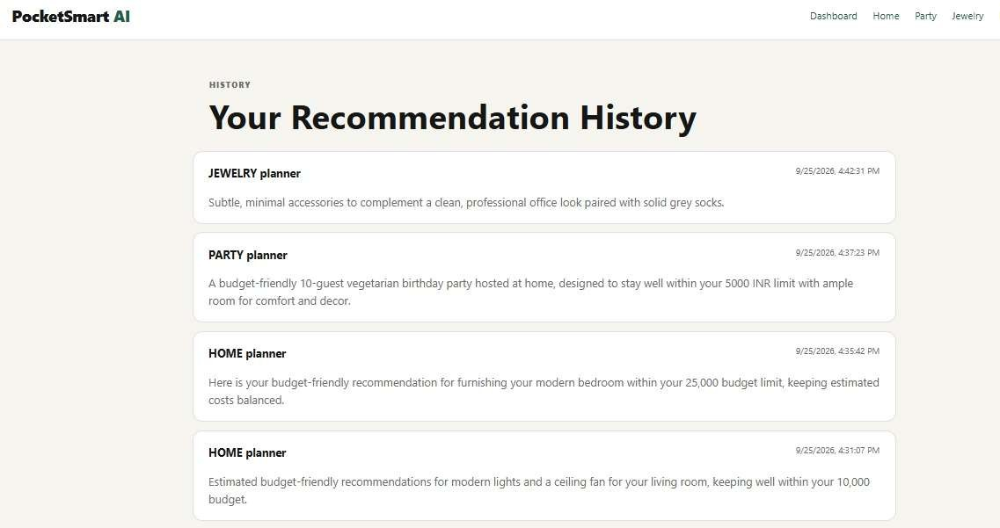 PocketSmart AI
Dashboard Home Party Jewelry
HISTORY
Your Recommendation History
JEWELRY planner
9/25/2026, 4:42:31 PM
Subtle, minimal accessories to complement a clean, professional office look paired with solid grey socks.
PARTY planner
9/25/2026, 4:37:23 PM
A budget-friendly 10-guest vegetarian birthday party hosted at home, designed to stay well within your 5000 INR limit with ample
room for comfort and decor.
HOME planner
9/25/2026, 4:35:42 PM
Here is your budget-friendly recommendation for furnishing your modern bedroom within your 25,000 budget limit, keeping estimated
costs balanced.
HOME planner
9/25/2026, 4:31:07 PM
Estimated budget-friendly recommendations for modern lights and a ceiling fan for your living room, keeping well within your 10,000
budget.